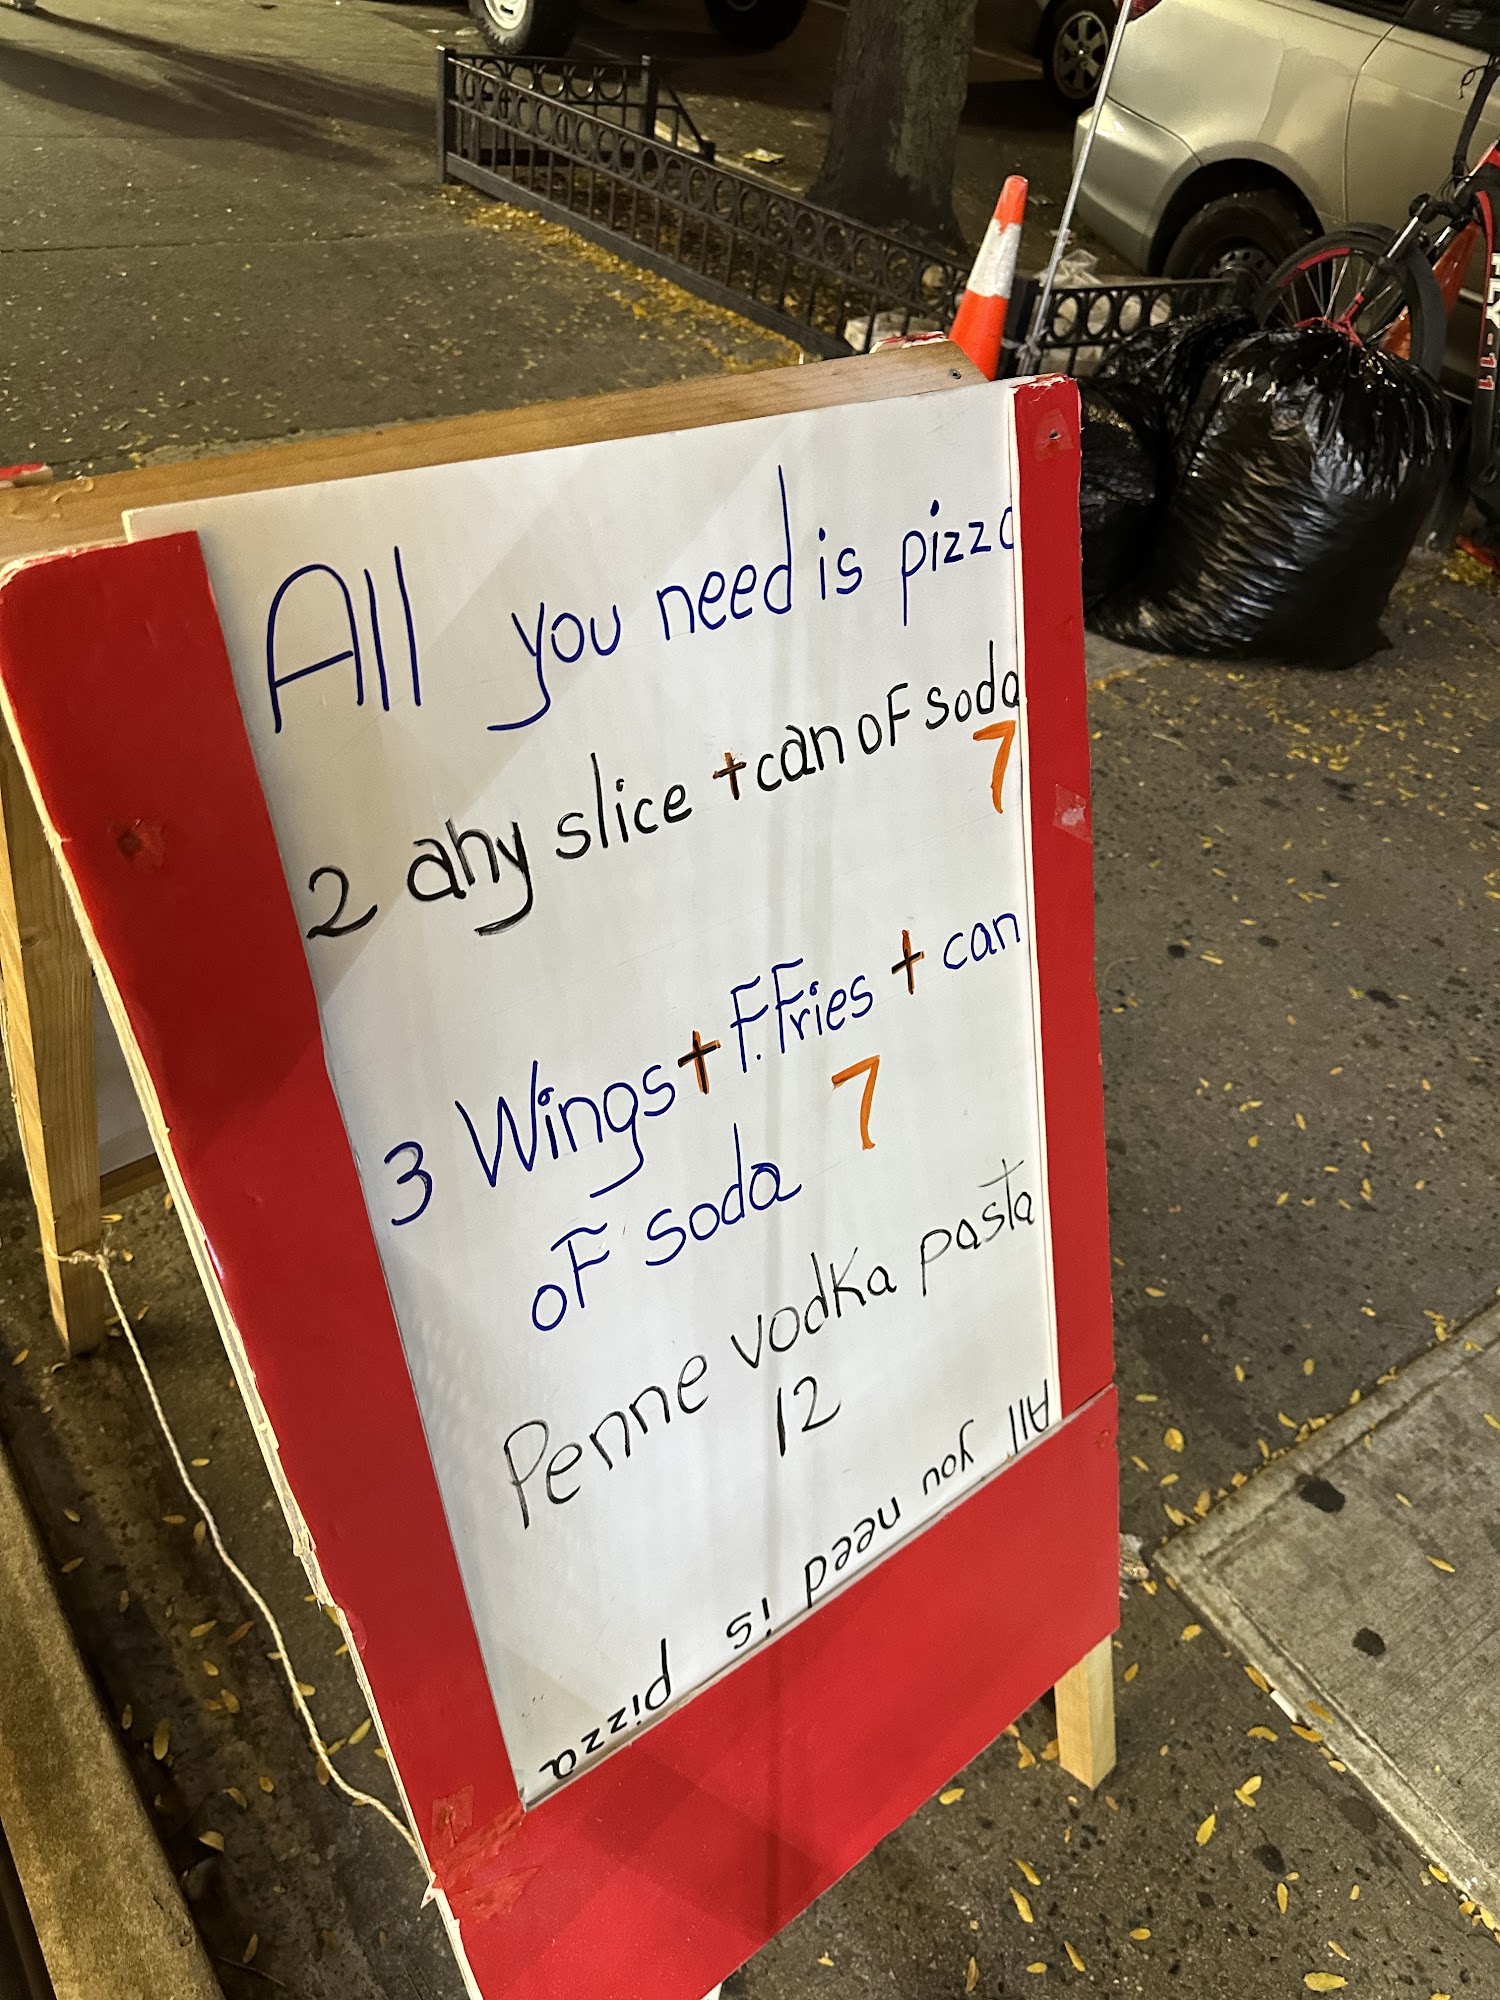 All you need is pizza
2 any slice + can of soda
7
3 Wings + F.Fries + can
of soda 7
Penne vodka pasta
12
All you need is pizza